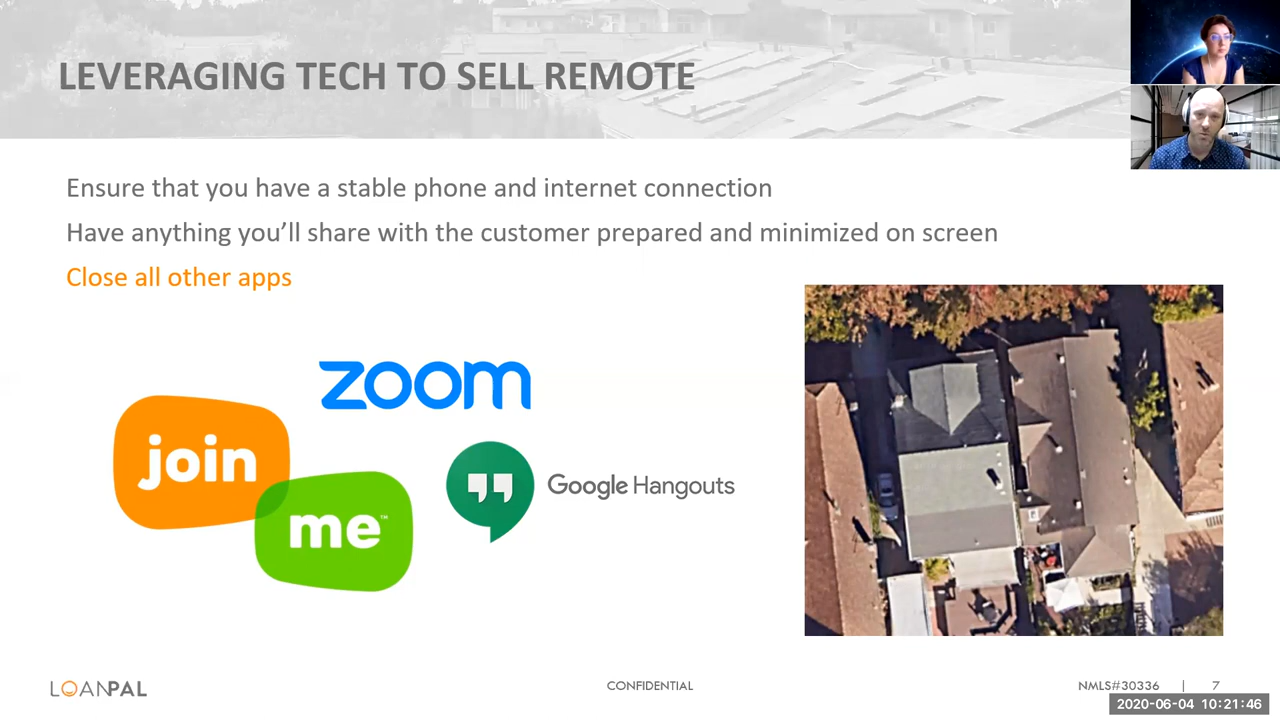 LEVERAGING TECH TO SELL REMOTE
Ensure that you have a stable phone and internet connection
Have anything you’ll share with the customer prepared and minimized on screen
Close all other apps
zoom
join
me™
Google Hangouts
LOANPAL
CONFIDENTIAL
NMLS#30336 | 7
2020-06-04 10:21:46